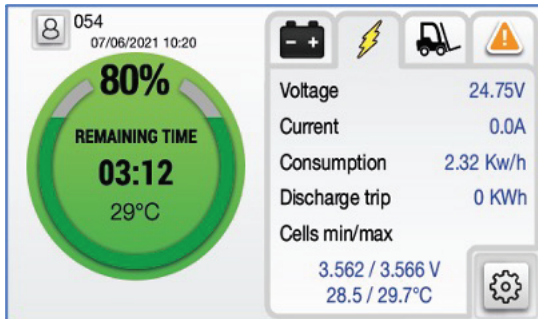 054
07/06/2021 10:20
80%
REMAINING TIME
03:12
29°C
- +
Voltage 24.75V
Current 0.0A
Consumption 2.32 Kw/h
Discharge trip 0 KWh
Cells min/max
3.562 / 3.566 V
28.5 / 29.7°C